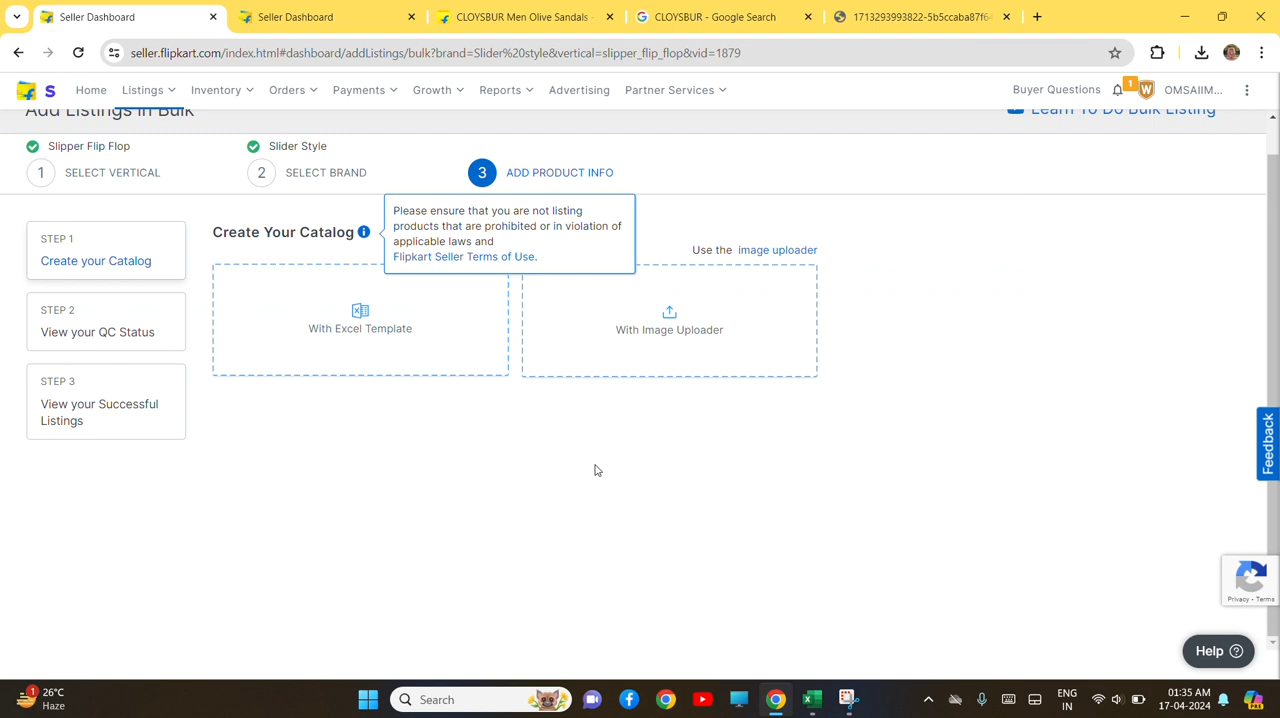 Seller Dashboard
Seller Dashboard
CLOYSBUR Men Olive Sandals -
CLOYSBUR - Google Search
1713293993822-5b5ccaba87f64
seller.flipkart.com/index.html#dashboard/addListings/bulk?brand=Slider%20style&vertical=slipper_flip_flop&vid=1879
S
Home
Listings
Inventory
Orders
Payments
Growth
Reports
Advertising
Partner Services
Buyer Questions
1
W
OMSAIIM...
Add Listings in Bulk
Learn To Do Bulk Listing
Slipper Flip Flop
1 SELECT VERTICAL
Slider Style
2 SELECT BRAND
3 ADD PRODUCT INFO
STEP 1
Create your Catalog
STEP 2
View your QC Status
STEP 3
View your Successful
Listings
Create Your Catalog
Please ensure that you are not listing
products that are prohibited or in violation of
applicable laws and
Flipkart Seller Terms of Use.
Use the image uploader
With Excel Template
With Image Uploader
Feedback
Privacy - Terms
Help
1
26°C
Haze
Search
ENG
IN
01:35 AM
17-04-2024